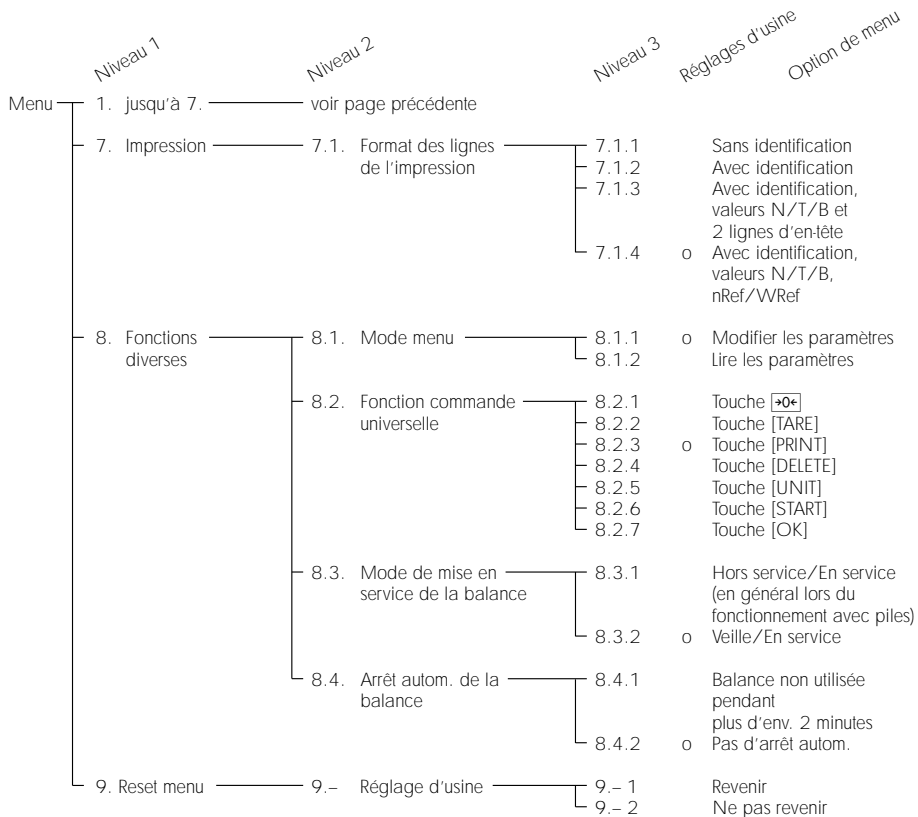 Niveau 1 Niveau 2 Niveau 3 Réglages d'usine Option de menu
Menu 1. jusqu'à 7. voir page précédente
7. Impression 7.1. Format des lignes 7.1.1 Sans identification
de l'impression 7.1.2 Avec identification
7.1.3 Avec identification,
valeurs N/T/B et
2 lignes d'en-tête
7.1.4 o Avec identification,
valeurs N/T/B,
nRef/WRef
8. Fonctions 8.1. Mode menu 8.1.1 o Modifier les paramètres
diverses 8.1.2 Lire les paramètres
8.2. Fonction commande 8.2.1 Touche →0←
universelle 8.2.2 Touche [TARE]
8.2.3 o Touche [PRINT]
8.2.4 Touche [DELETE]
8.2.5 Touche [UNIT]
8.2.6 Touche [START]
8.2.7 Touche [OK]
8.3. Mode de mise en 8.3.1 Hors service/En service
service de la balance (en général lors du
fonctionnement avec piles)
8.3.2 o Veille/En service
8.4. Arrêt autom. de la 8.4.1 Balance non utilisée
balance pendant
plus d'env. 2 minutes
8.4.2 o Pas d'arrêt autom.
9. Reset menu 9.– Réglage d'usine 9.– 1 Revenir
9.– 2 Ne pas revenir